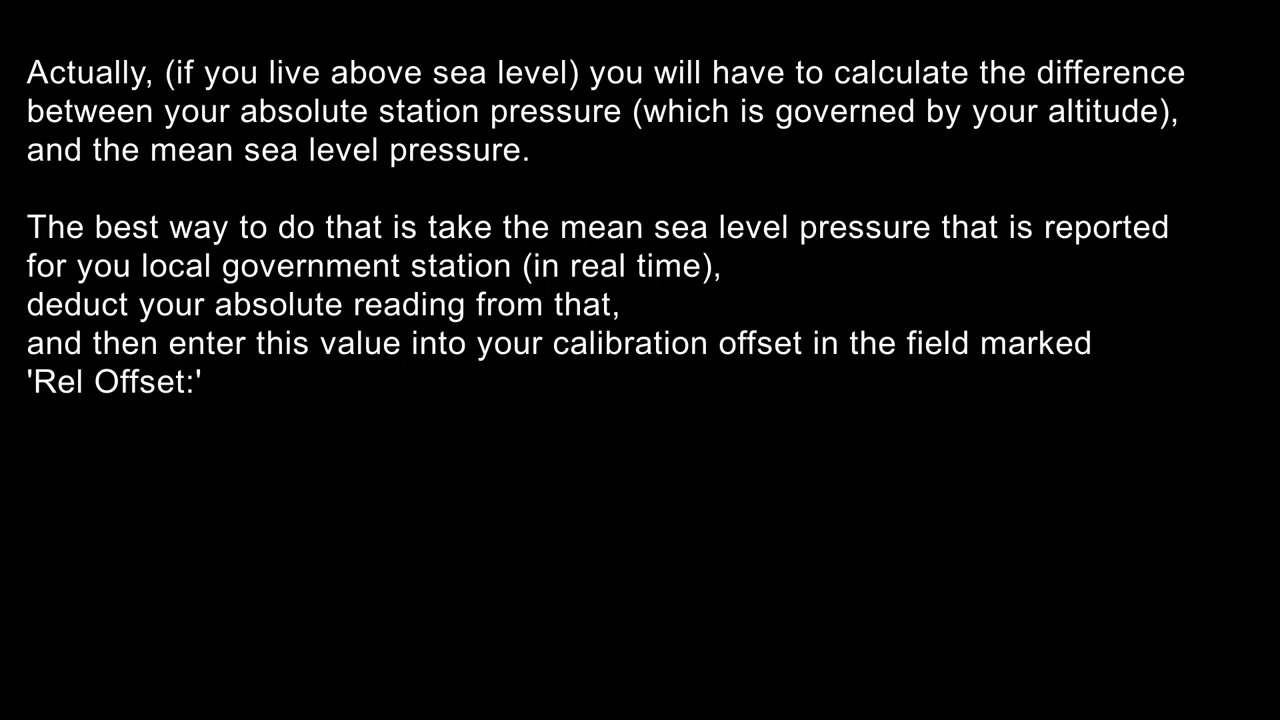 Actually, (if you live above sea level) you will have to calculate the difference
between your absolute station pressure (which is governed by your altitude),
and the mean sea level pressure.
The best way to do that is take the mean sea level pressure that is reported
for you local government station (in real time),
deduct your absolute reading from that,
and then enter this value into your calibration offset in the field marked
'Rel Offset:'